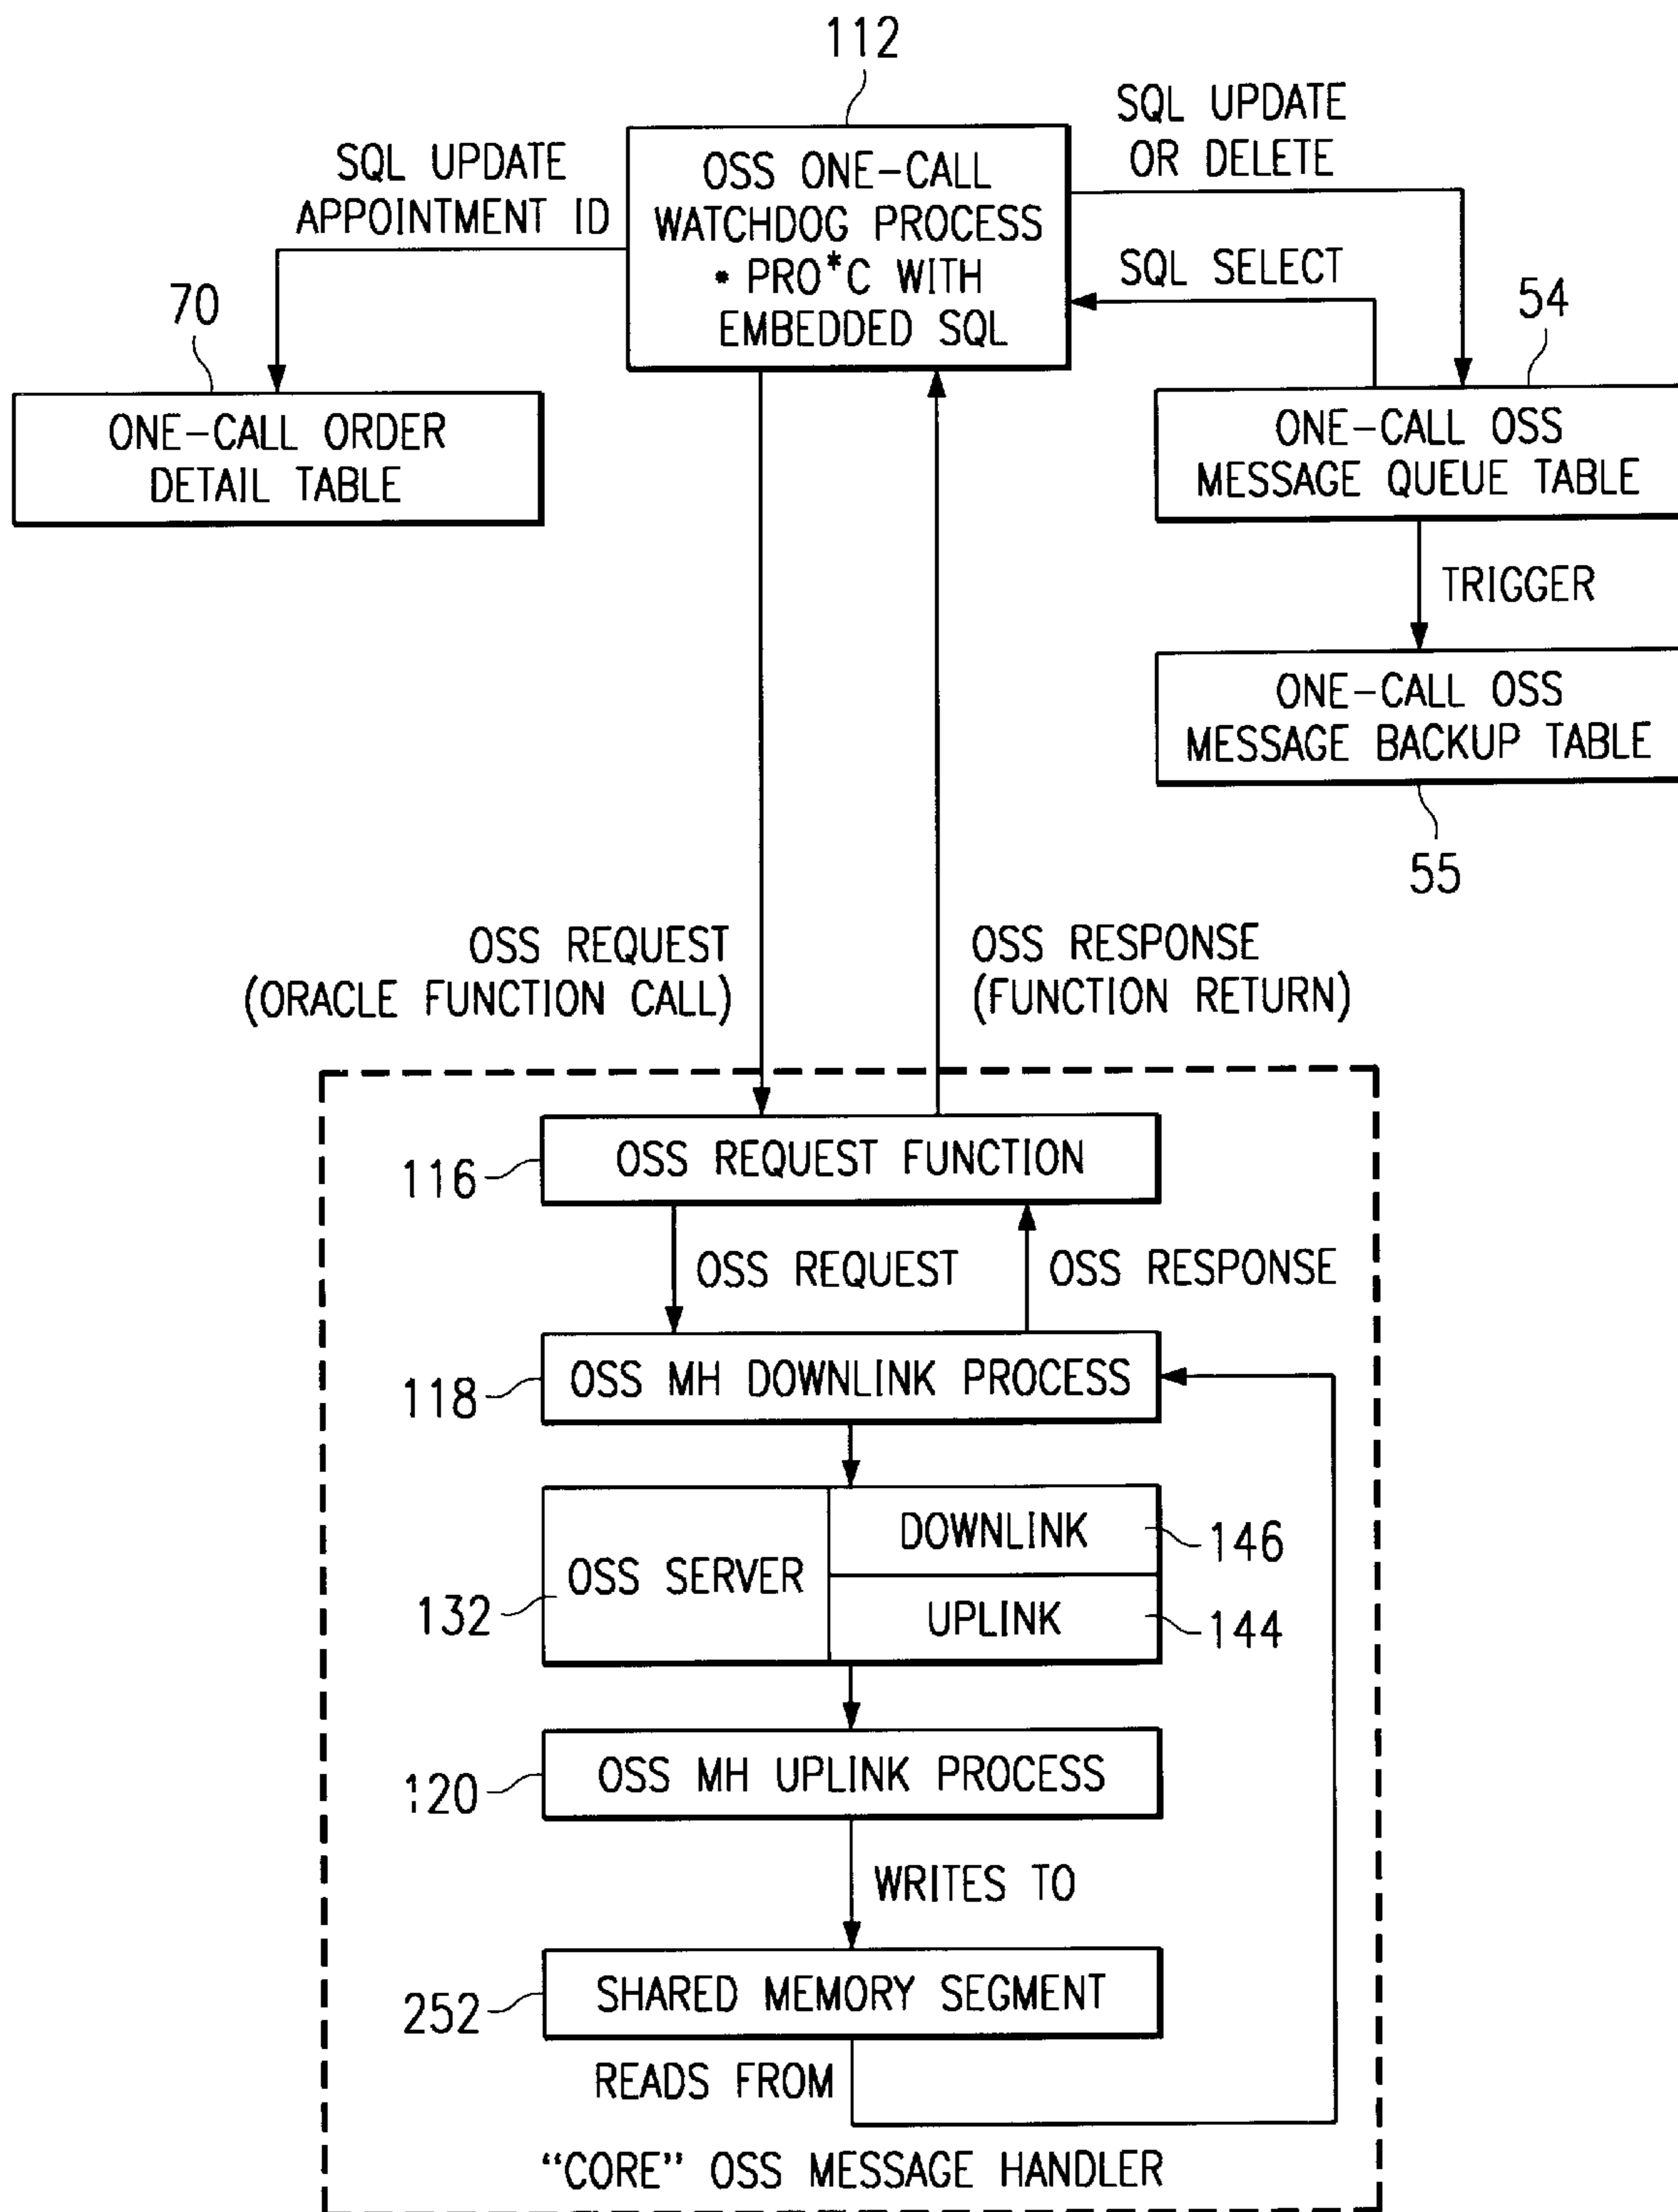 112
SQL UPDATE
OR DELETE
SQL UPDATE
APPOINTMENT ID
OSS ONE-CALL
WATCHDOG PROCESS
• PRO*C WITH
EMBEDDED SQL
SQL SELECT
70
54
ONE-CALL ORDER
DETAIL TABLE
ONE-CALL OSS
MESSAGE QUEUE TABLE
TRIGGER
ONE-CALL OSS
MESSAGE BACKUP TABLE
55
OSS REQUEST
(ORACLE FUNCTION CALL)
OSS RESPONSE
(FUNCTION RETURN)
116
OSS REQUEST FUNCTION
OSS REQUEST
OSS RESPONSE
118
OSS MH DOWNLINK PROCESS
132
OSS SERVER
DOWNLINK
146
UPLINK
144
120
OSS MH UPLINK PROCESS
WRITES TO
252
SHARED MEMORY SEGMENT
READS FROM
“CORE” OSS MESSAGE HANDLER